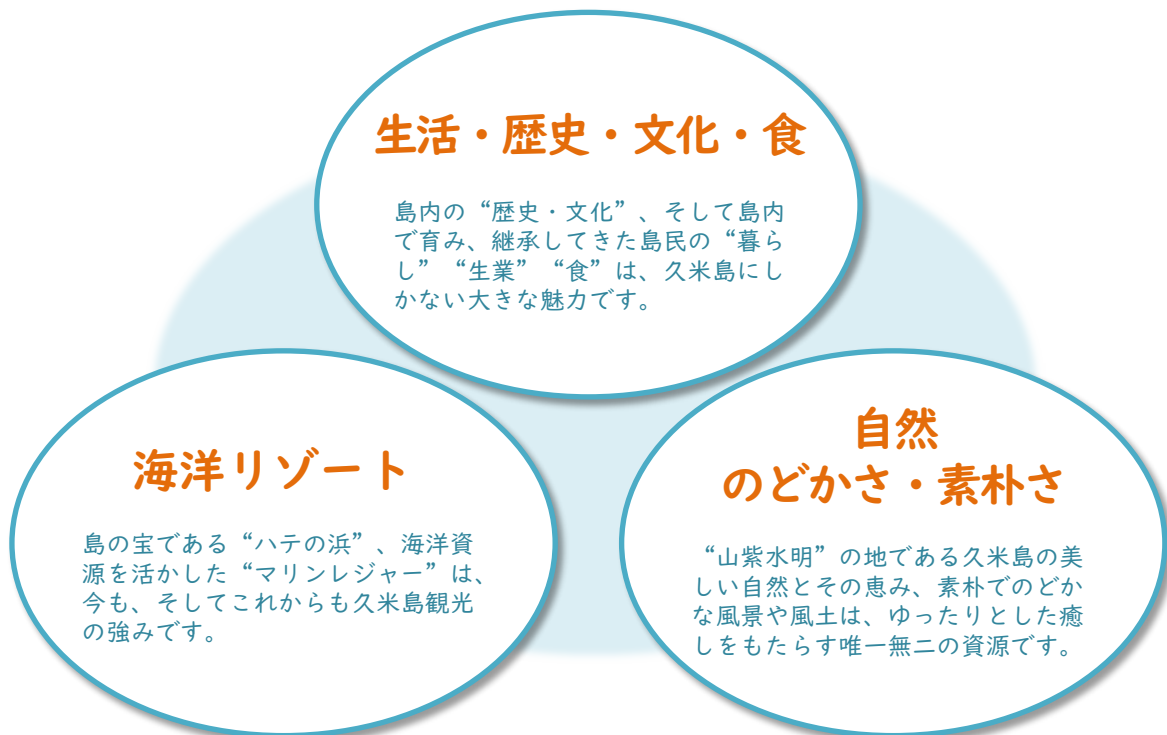 生活・歴史・文化・食
島内の“歴史・文化”、そして島内
で育み、継承してきた島民の“暮ら
し”“生業”“食”は、久米島にし
かない大きな魅力です。
海洋リゾート
島の宝である“ハテの浜”、海洋資
源を活かした“マリンレジャー”は、
今も、そしてこれからも久米島観光
の強みです。
自然
のどかさ・素朴さ
“山紫水明”の地である久米島の美
しい自然とその恵み、素朴でのどか
な風景や風土は、ゆったりとした癒
しをもたらす唯一無二の資源です。